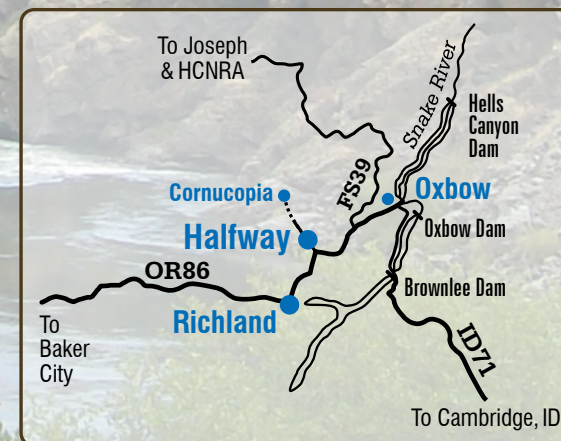 To Joseph
& HCNRA
Snake River
Hells
Canyon
Dam
FS39
Cornucopia
Oxbow
Oxbow Dam
Halfway
OR86
Brownlee Dam
Richland
To
Baker
City
ID71
To Cambridge, ID